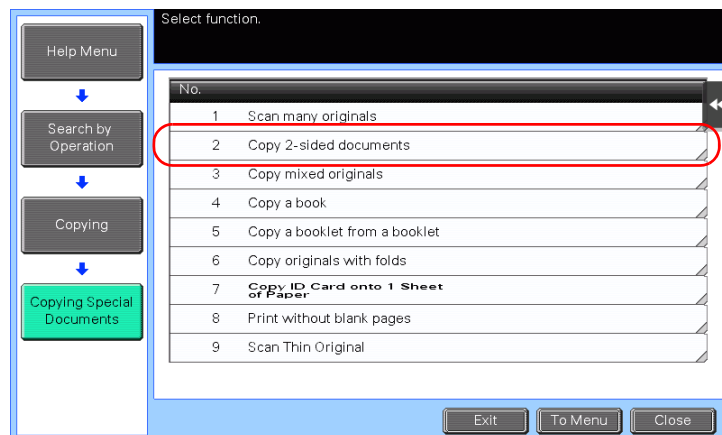 Select function.
Help Menu
Search by
Operation
Copying
Copying Special
Documents
No.
1 Scan many originals
2 Copy 2-sided documents
3 Copy mixed originals
4 Copy a book
5 Copy a booklet from a booklet
6 Copy originals with folds
7 Copy ID Card onto 1 Sheet
of Paper
8 Print without blank pages
9 Scan Thin Original
Exit To Menu Close